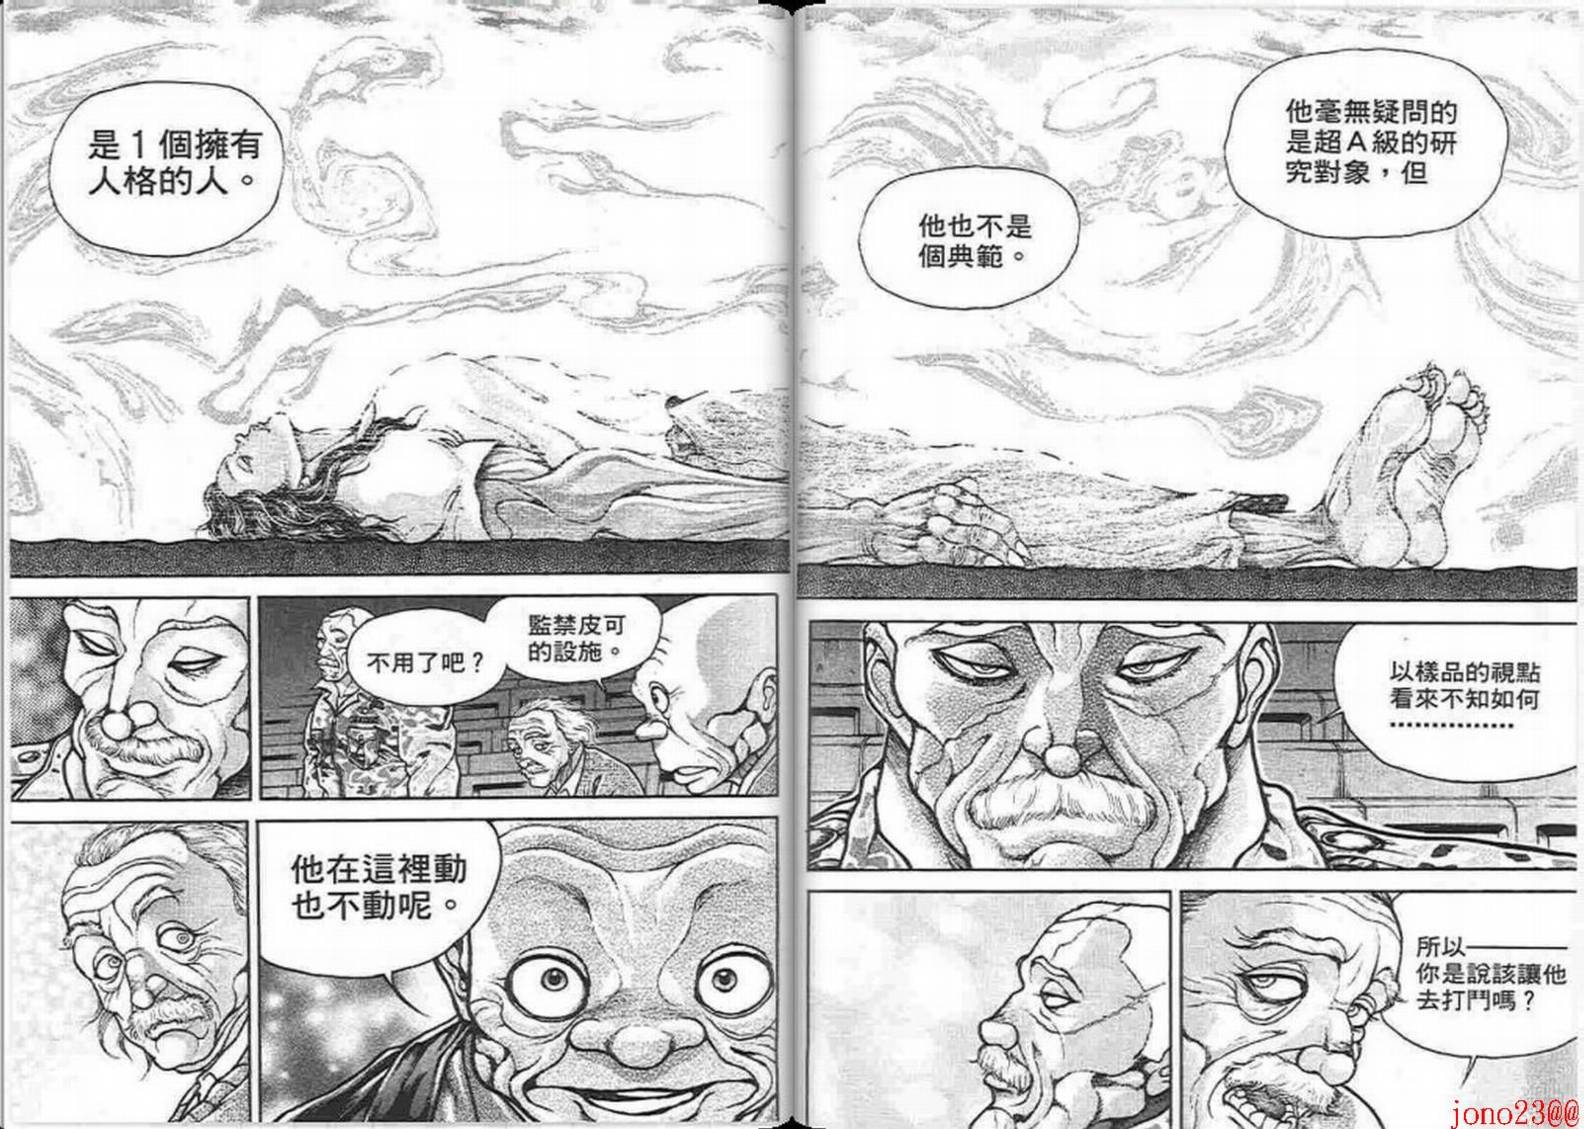 他毫無疑問的
是超A級的研
究對象，但
他也不是
個典範。
是1個擁有
人格的人。
以樣品的視點
看來不知如何
……………
所以————
你是說該讓他
去打鬥嗎？
監禁皮可
的設施。
不用了吧？
他在這裡動
也不動呢。
jono23@@